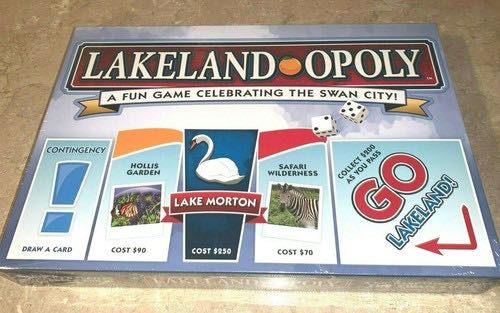 LAKELAND OPOLY
A FUN GAME CELEBRATING THE SWAN CITY!
CONTINGENCY
DRAW A CARD
HOLLIS
GARDEN
COST $90
LAKE MORTON
COST $250
SAFARI
WILDERNESS
COST $70
COLLECT $200
AS YOU PASS
GO
LAKELAND!